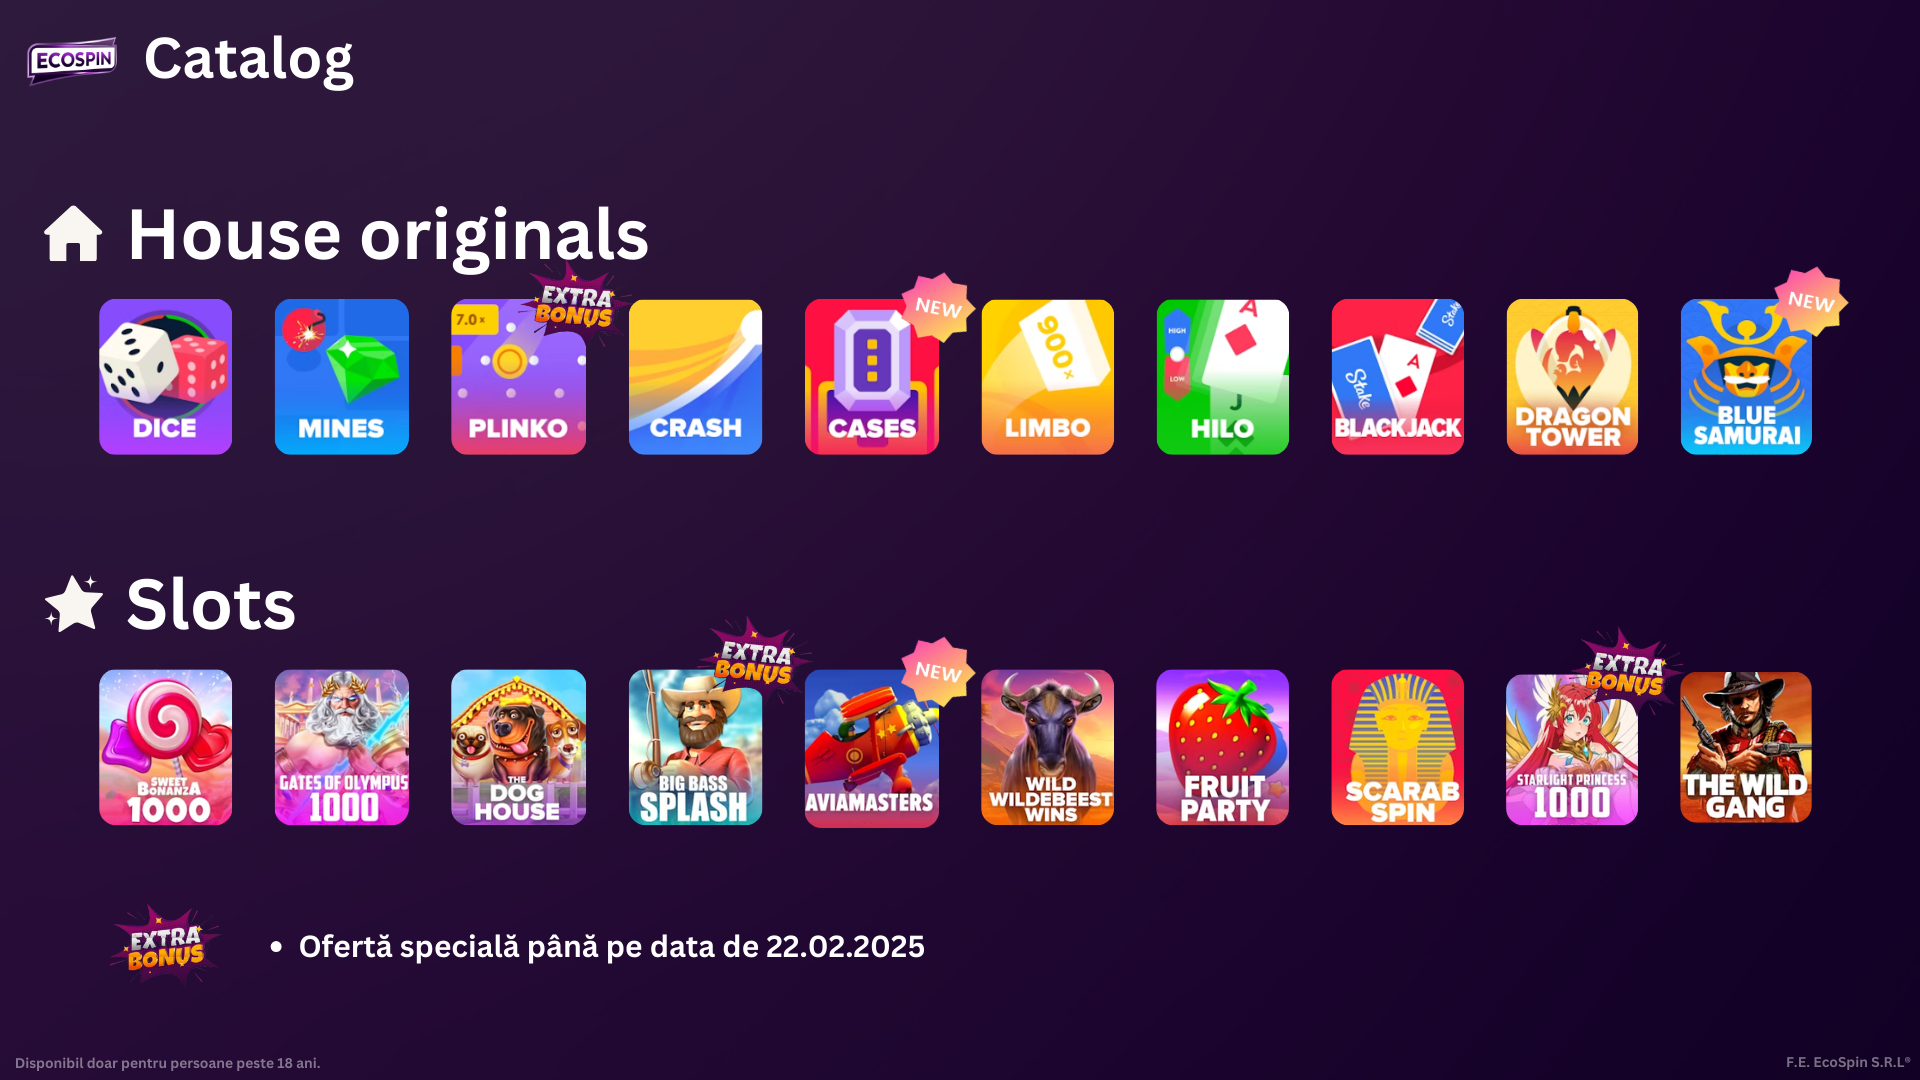 ECOSPIN
Catalog
House originals
EXTRA
BONUS
NEW
NEW
7.0x
900x
A
HIGH
LOW
J
A
Stake
Stake
DICE
MINES
PLINKO
CRASH
CASES
LIMBO
HILO
BLACKJACK
DRAGON
TOWER
BLUE
SAMURAI
Slots
EXTRA
BONUS
NEW
EXTRA
BONUS
SWEET
BONANZA
1000
GATES OF OLYMPUS
1000
THE
DOG
HOUSE
BIG BASS
SPLASH
AVIAMASTERS
WILD
WILDEBEEST
WINS
FRUIT
PARTY
SCARAB
SPIN
STARLIGHT PRINCESS
1000
THE WILD
GANG
EXTRA
BONUS
• Ofertă specială până pe data de 22.02.2025
Disponibil doar pentru persoane peste 18 ani.
F.E. EcoSpin S.R.L®